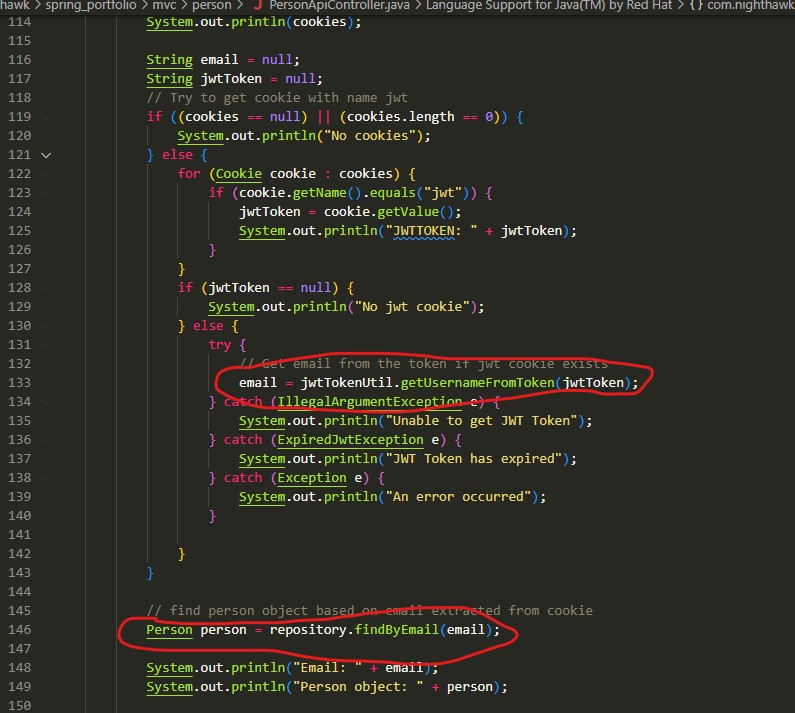 hawk > spring_portfolio > mvc > person > J PersonApiController.java > Language Support for Java(TM) by Red Hat > {} com.nighthawk
114 System.out.println(cookies);
115
116 String email = null;
117 String jwtToken = null;
118 // Try to get cookie with name jwt
119 if ((cookies == null) || (cookies.length == 0)) {
120 System.out.println("No cookies");
121 } else {
122 for (Cookie cookie : cookies) {
123 if (cookie.getName().equals("jwt")) {
124 jwtToken = cookie.getValue();
125 System.out.println("JWTTOKEN: " + jwtToken);
126 }
127 }
128 if (jwtToken == null) {
129 System.out.println("No jwt cookie");
130 } else {
131 try {
132 // Get email from the token if jwt cookie exists
133 email = jwtTokenUtil.getUsernameFromToken(jwtToken);
134 } catch (IllegalArgumentException e) {
135 System.out.println("Unable to get JWT Token");
136 } catch (ExpiredJwtException e) {
137 System.out.println("JWT Token has expired");
138 } catch (Exception e) {
139 System.out.println("An error occurred");
140 }
141
142 }
143 }
144
145 // find person object based on email extracted from cookie
146 Person person = repository.findByEmail(email);
147
148 System.out.println("Email: " + email);
149 System.out.println("Person object: " + person);
150